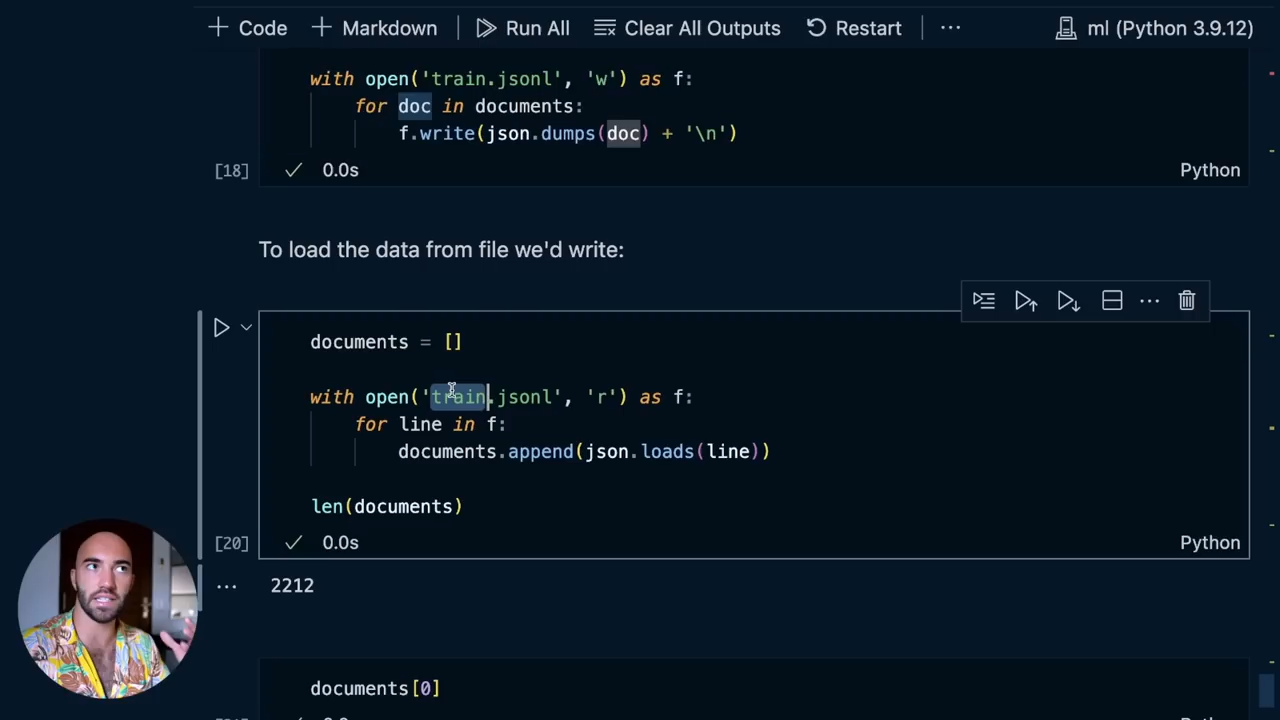 Code Markdown Run All Clear All Outputs Restart ... ml (Python 3.9.12)
with open('train.jsonl', 'w') as f:
for doc in documents:
f.write(json.dumps(doc) + '\n')
[18] 0.0s Python
To load the data from file we'd write:
documents = []
with open('train.jsonl', 'r') as f:
for line in f:
documents.append(json.loads(line))
len(documents)
[20] 0.0s Python
... 2212
documents[0]